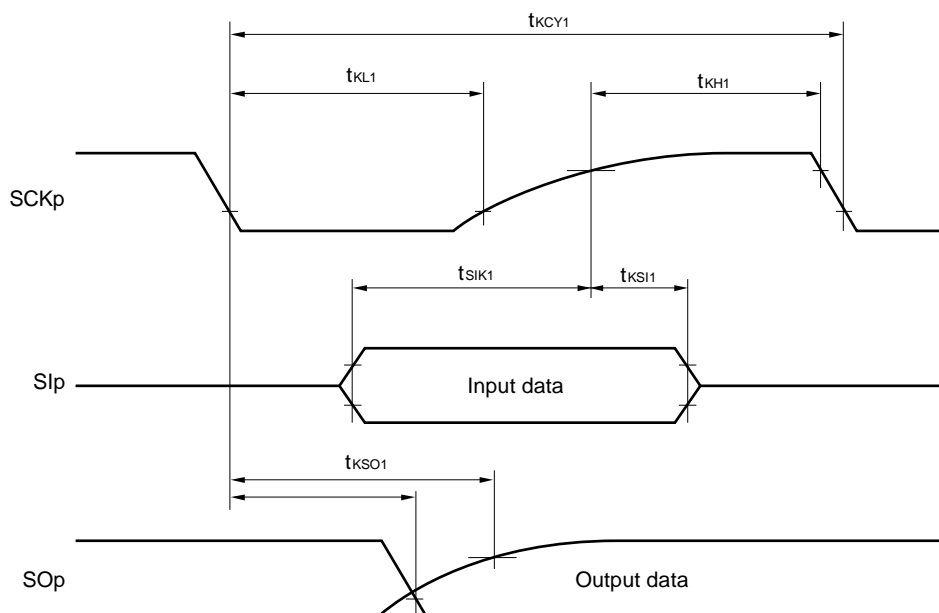 tKCY1
tKL1
tKH1
SCKp
tSIK1
tKSI1
SIp
Input data
tKSO1
SOp
Output data